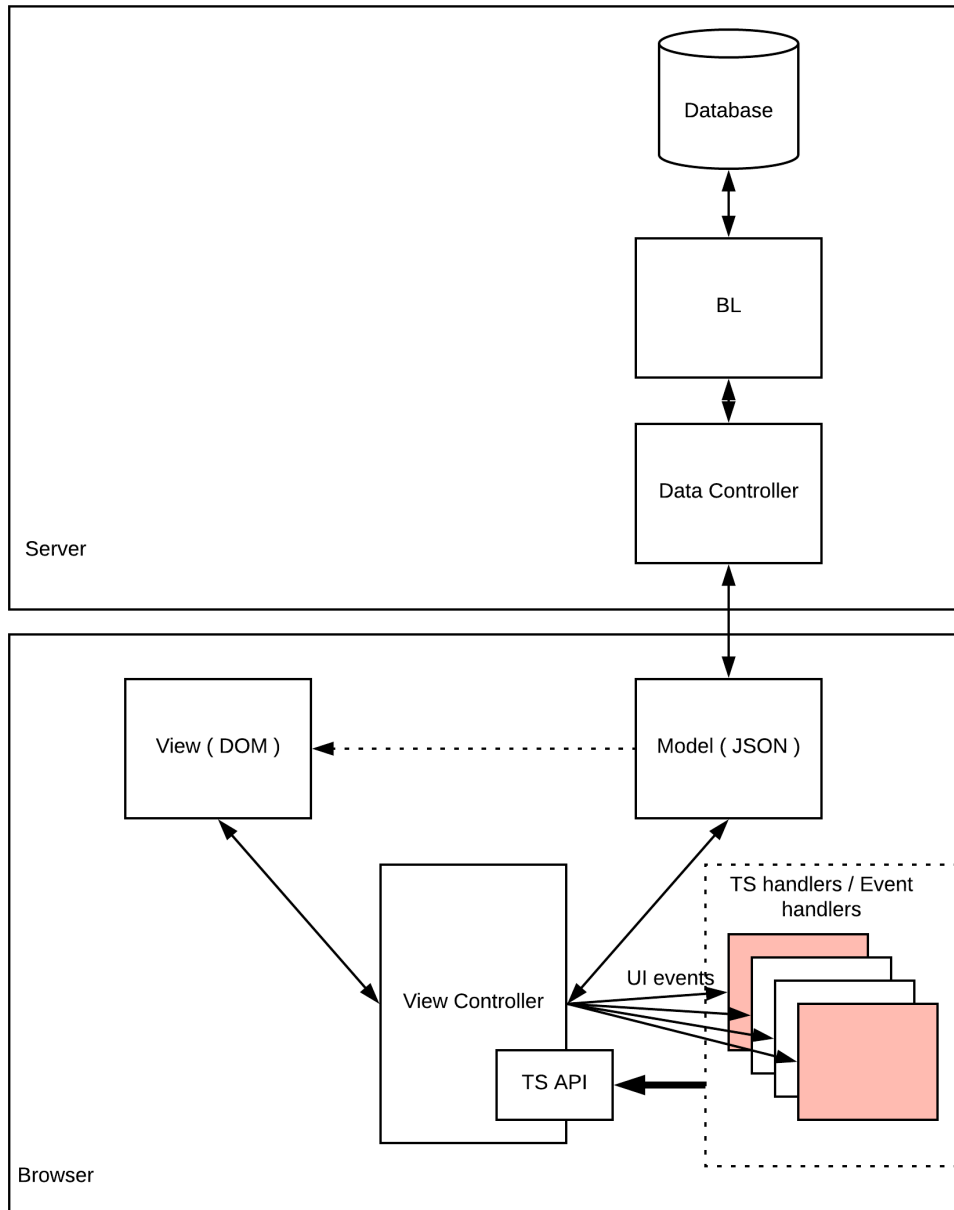 Database
BL
Data Controller
Server
View ( DOM )
Model ( JSON )
TS handlers / Event
handlers
UI events
View Controller
TS API
Browser